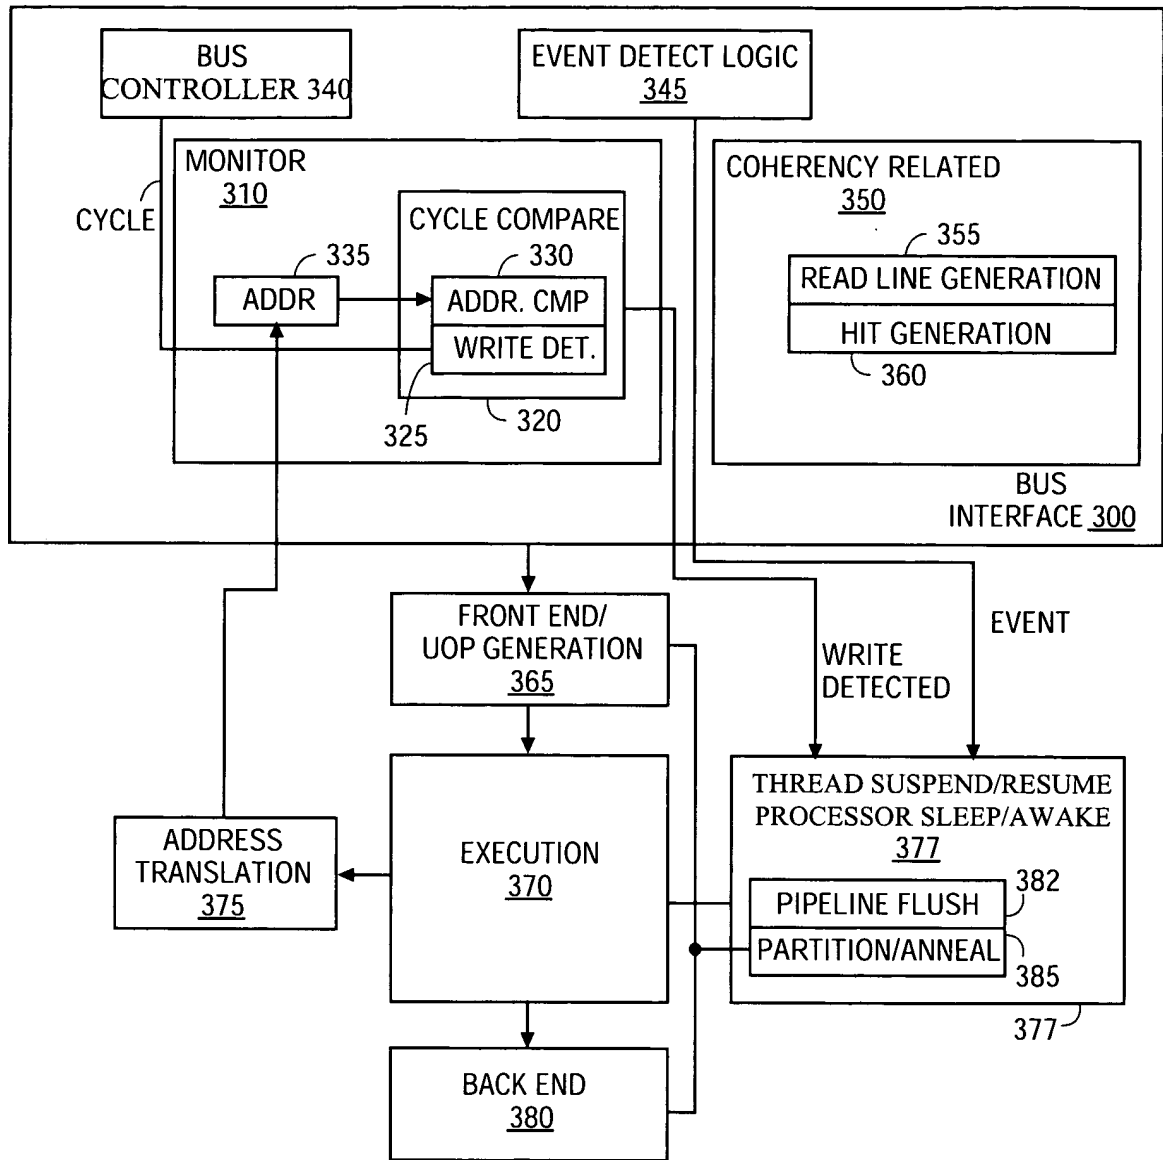 BUS
CONTROLLER 340
EVENT DETECT LOGIC
345
MONITOR
310
CYCLE
CYCLE COMPARE
335
330
ADDR
ADDR. CMP
WRITE DET.
325
320
COHERENCY RELATED
350
355
READ LINE GENERATION
HIT GENERATION
360
BUS
INTERFACE 300
FRONT END/
UOP GENERATION
365
WRITE
DETECTED
EVENT
ADDRESS
TRANSLATION
375
EXECUTION
370
THREAD SUSPEND/RESUME
PROCESSOR SLEEP/AWAKE
377
PIPELINE FLUSH
382
PARTITION/ANNEAL
385
377
BACK END
380